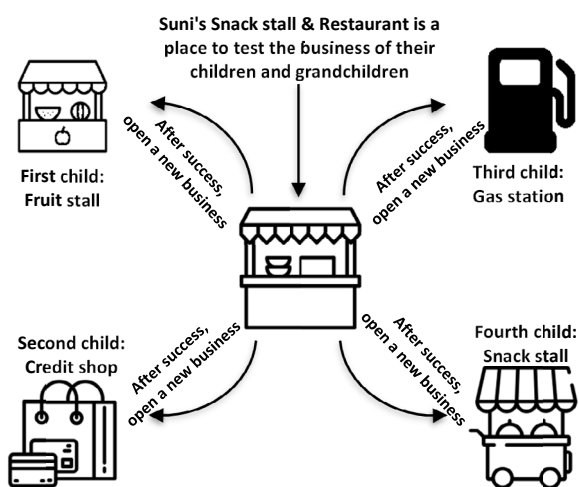 Suni's Snack stall & Restaurant is a
place to test the business of their
children and grandchildren
After success,
open a new business
First child:
Fruit stall
After success,
open a new business
Third child:
Gas station
Second child:
Credit shop
After success,
open a new business
After success,
open a new business
Fourth child:
Snack stall